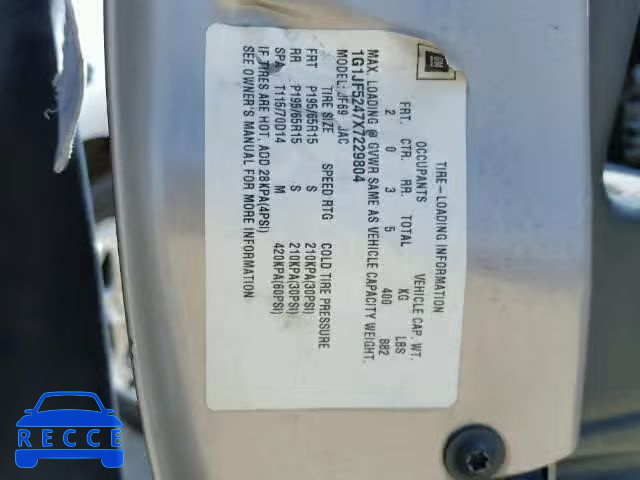 GM
TIRE-LOADING INFORMATION
OCCUPANTS VEHICLE CAP. WT.
FRT. CTR. RR. TOTAL KG LBS
2 0 3 5 400 882
MAX. LOADING @ GVWR SAME AS VEHICLE CAPACITY WEIGHT.
1G1JF5247X7229804
MODEL: JF69 JAC
TIRE SIZE SPEED RTG COLD TIRE PRESSURE
FRT P195/65R15 S 210KPA(30PSI)
RR P195/65R15 S 210KPA(30PSI)
SPA T115/70D14 M 420KPA(60PSI)
IF TIRES ARE HOT, ADD 28KPA(4PSI)
SEE OWNER'S MANUAL FOR MORE INFORMATION
RECCE